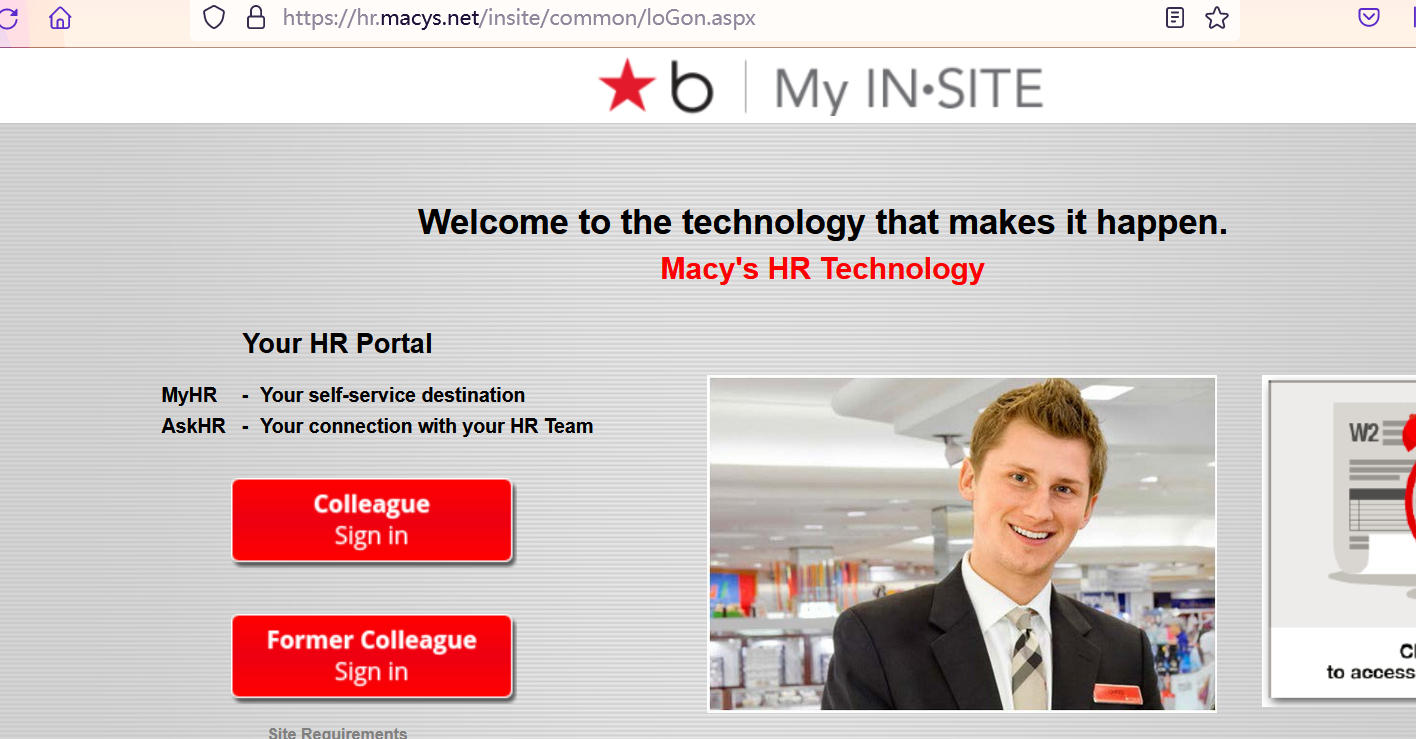 https://hr.macys.net/insite/common/loGon.aspx
b | My IN•SITE
Welcome to the technology that makes it happen.
Macy's HR Technology
Your HR Portal
MyHR - Your self-service destination
AskHR - Your connection with your HR Team
Colleague
Sign in
Former Colleague
Sign in
Site Requirements
W2
to access